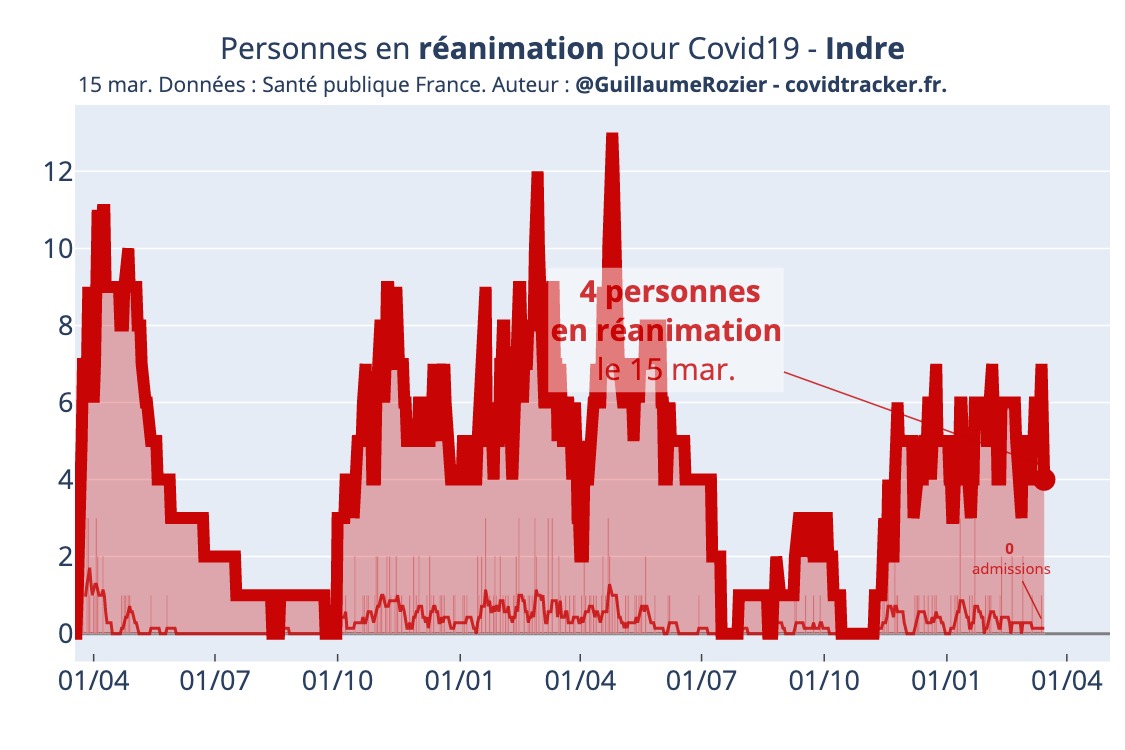 Personnes en réanimation pour Covid19 - Indre
15 mar. Données : Santé publique France. Auteur : @GuillaumeRozier - covidtracker.fr.
12
10
8
6
4
2
0
4 personnes
en réanimation
le 15 mar.
0
admissions
01/04 01/07 01/10 01/01 01/04 01/07 01/10 01/01 01/04